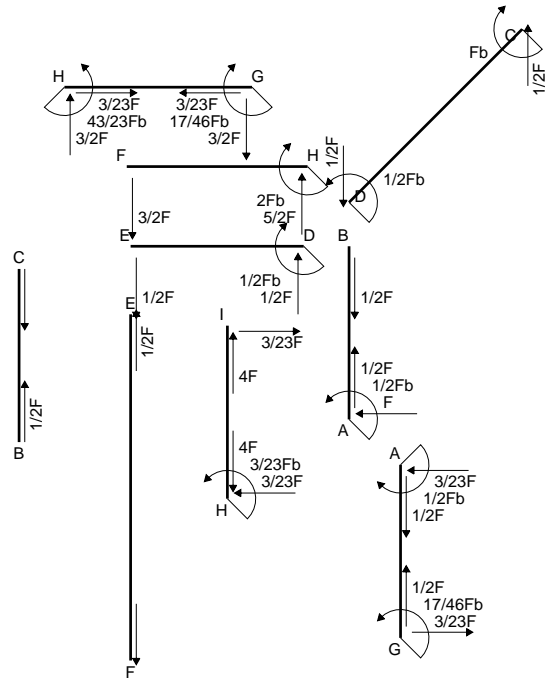 C
Fb
1/2F
H
G
3/23F
3/23F
43/23Fb
17/46Fb
3/2F
3/2F
F
H
1/2F
1/2Fb
D
2Fb
3/2F
5/2F
E
D
B
C
1/2Fb
1/2F
1/2F
1/2F
E
1/2F
I
3/23F
4F
1/2F
1/2Fb
F
A
1/2F
B
4F
3/23Fb
3/23F
H
A
3/23F
1/2Fb
1/2F
1/2F
17/46Fb
3/23F
G
F